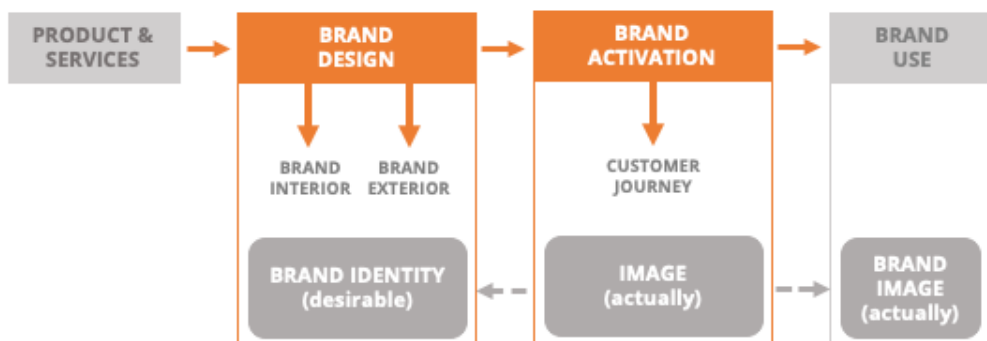 PRODUCT &
SERVICES
BRAND
DESIGN
BRAND
ACTIVATION
BRAND
USE
BRAND
INTERIOR
BRAND
EXTERIOR
CUSTOMER
JOURNEY
BRAND IDENTITY
(desirable)
IMAGE
(actually)
BRAND
IMAGE
(actually)